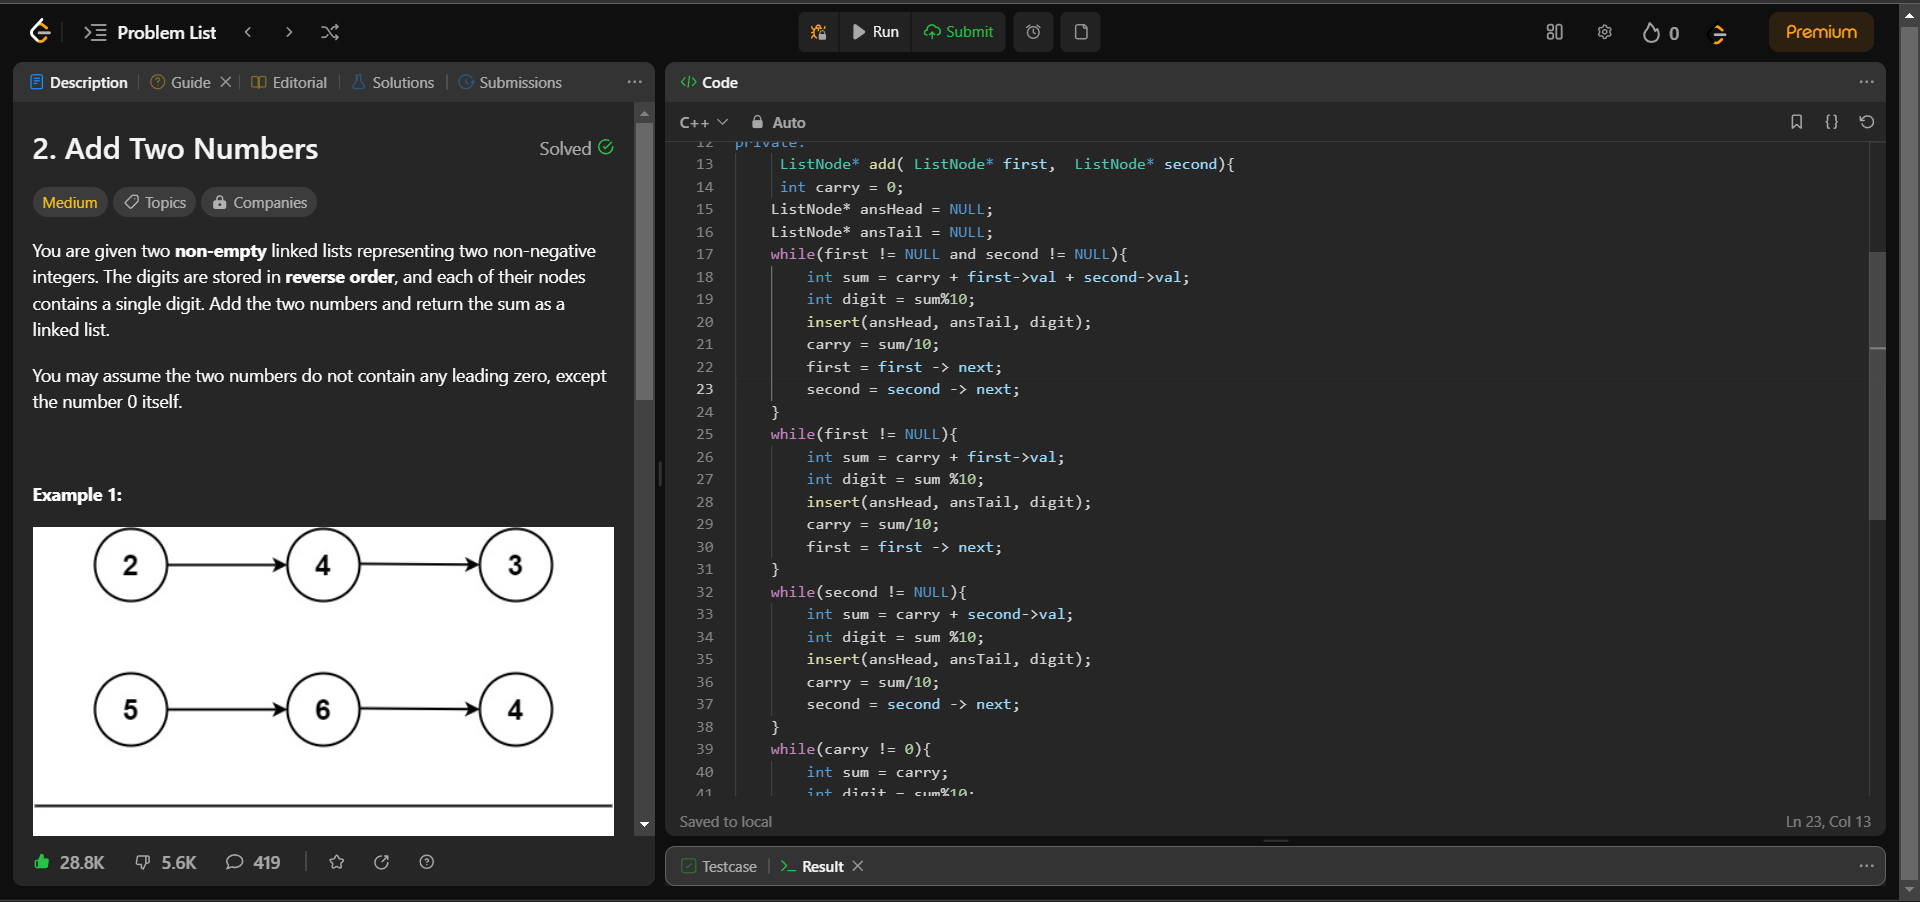 Problem List
Run
Submit
0
Premium
Description
Guide
Editorial
Solutions
Submissions
2. Add Two Numbers
Solved
Medium
Topics
Companies
You are given two non-empty linked lists representing two non-negative
integers. The digits are stored in reverse order, and each of their nodes
contains a single digit. Add the two numbers and return the sum as a
linked list.
You may assume the two numbers do not contain any leading zero, except
the number 0 itself.
Example 1:
2 4 3
5 6 4
28.8K
5.6K
419
</> Code
C++
Auto
12 private:
13 ListNode* add( ListNode* first,  ListNode* second){
14 int carry = 0;
15 ListNode* ansHead = NULL;
16 ListNode* ansTail = NULL;
17 while(first != NULL and second != NULL){
18 int sum = carry + first->val + second->val;
19 int digit = sum%10;
20 insert(ansHead, ansTail, digit);
21 carry = sum/10;
22 first = first -> next;
23 second = second -> next;
24 }
25 while(first != NULL){
26 int sum = carry + first->val;
27 int digit = sum %10;
28 insert(ansHead, ansTail, digit);
29 carry = sum/10;
30 first = first -> next;
31 }
32 while(second != NULL){
33 int sum = carry + second->val;
34 int digit = sum %10;
35 insert(ansHead, ansTail, digit);
36 carry = sum/10;
37 second = second -> next;
38 }
39 while(carry != 0){
40 int sum = carry;
41 int digit = sum%10;
Saved to local
Ln 23, Col 13
Testcase
>_ Result